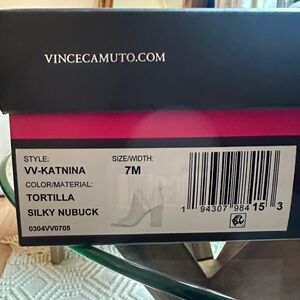 VINCECAMUTO.COM
STYLE: SIZE/WIDTH:
VV-KATNINA 7M
COLOR/MATERIAL:
TORTILLA
SILKY NUBUCK
0304VV0705
1 94307 98415 3